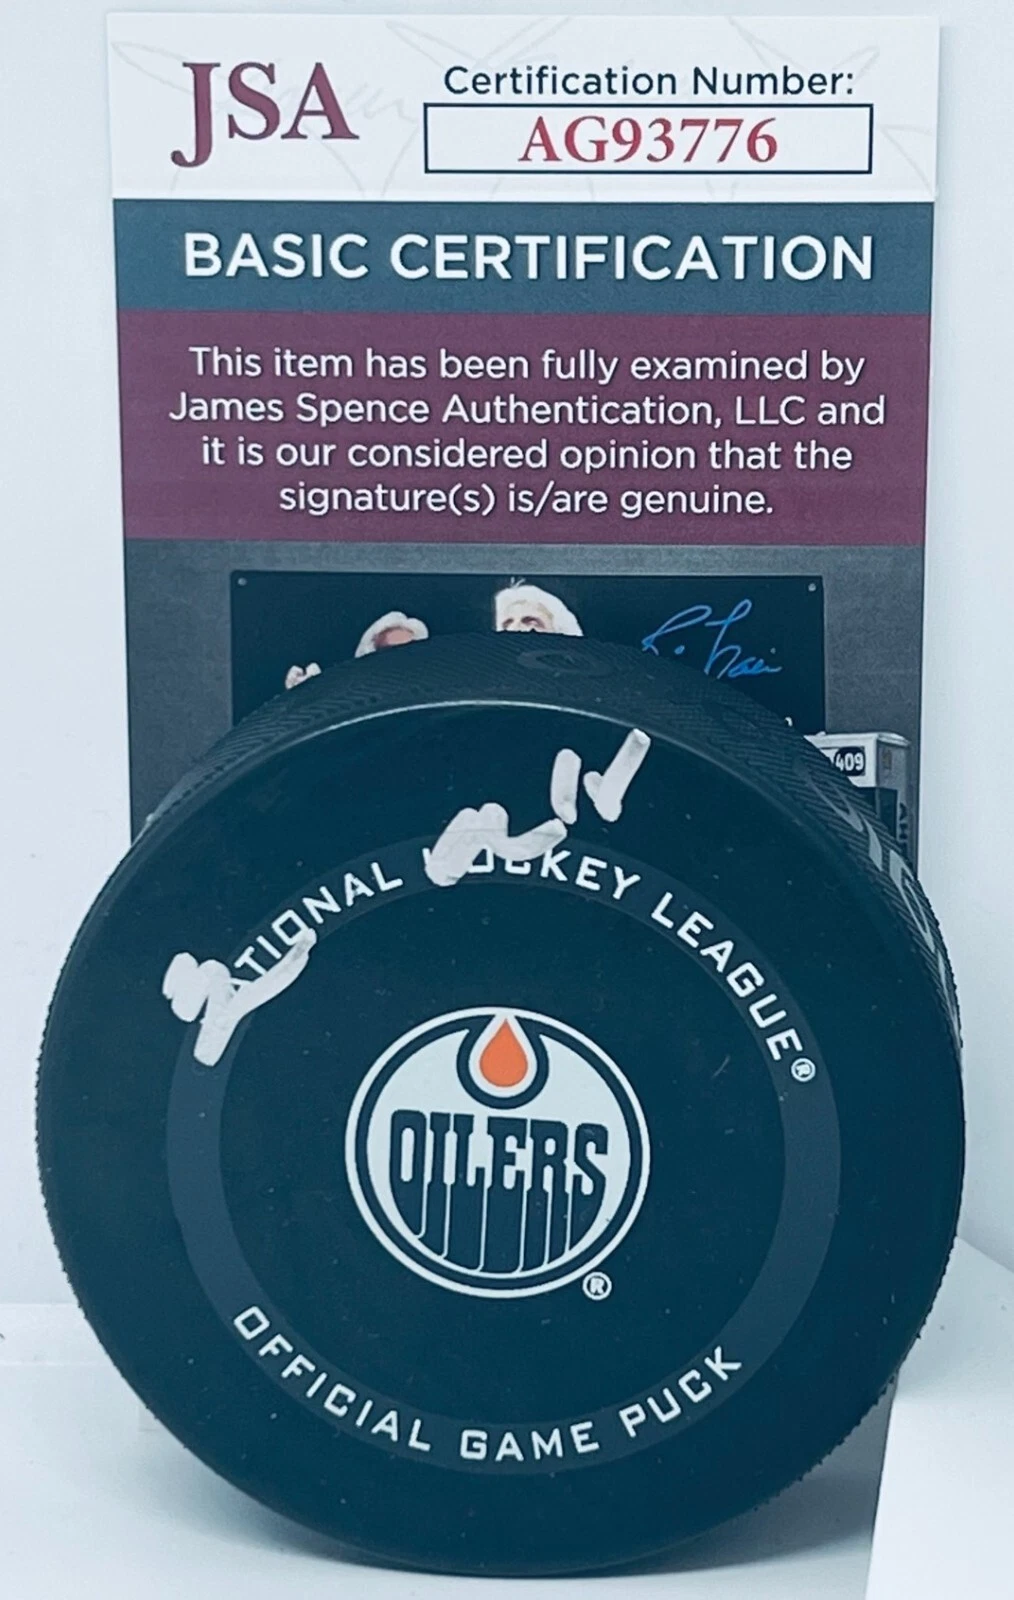 JSA
Certification Number:
AG93776
BASIC CERTIFICATION
This item has been fully examined by
James Spence Authentication, LLC and
it is our considered opinion that the
signature(s) is/are genuine.
409
NATIONAL HOCKEY LEAGUE®
OILERS
®
OFFICIAL GAME PUCK